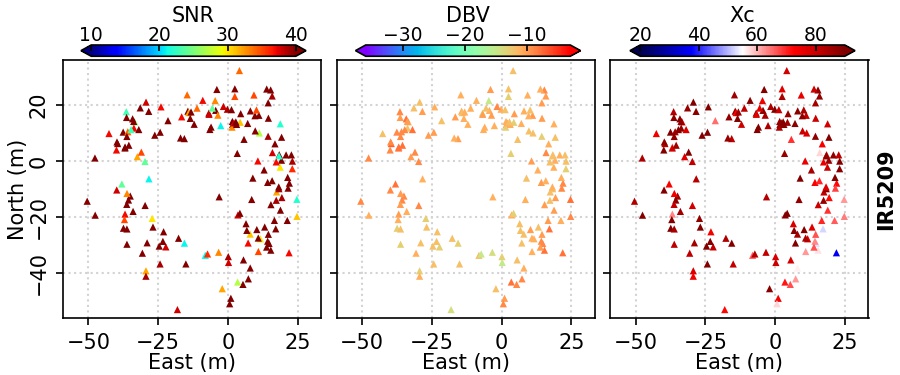 SNR DBV Xc
10 20 30 40 −30 −20 −10 20 40 60 80
North (m)
20
0
−20
−40
−50 −25 0 25 −50 −25 0 25 −50 −25 0 25
East (m) East (m) East (m)
IR5209